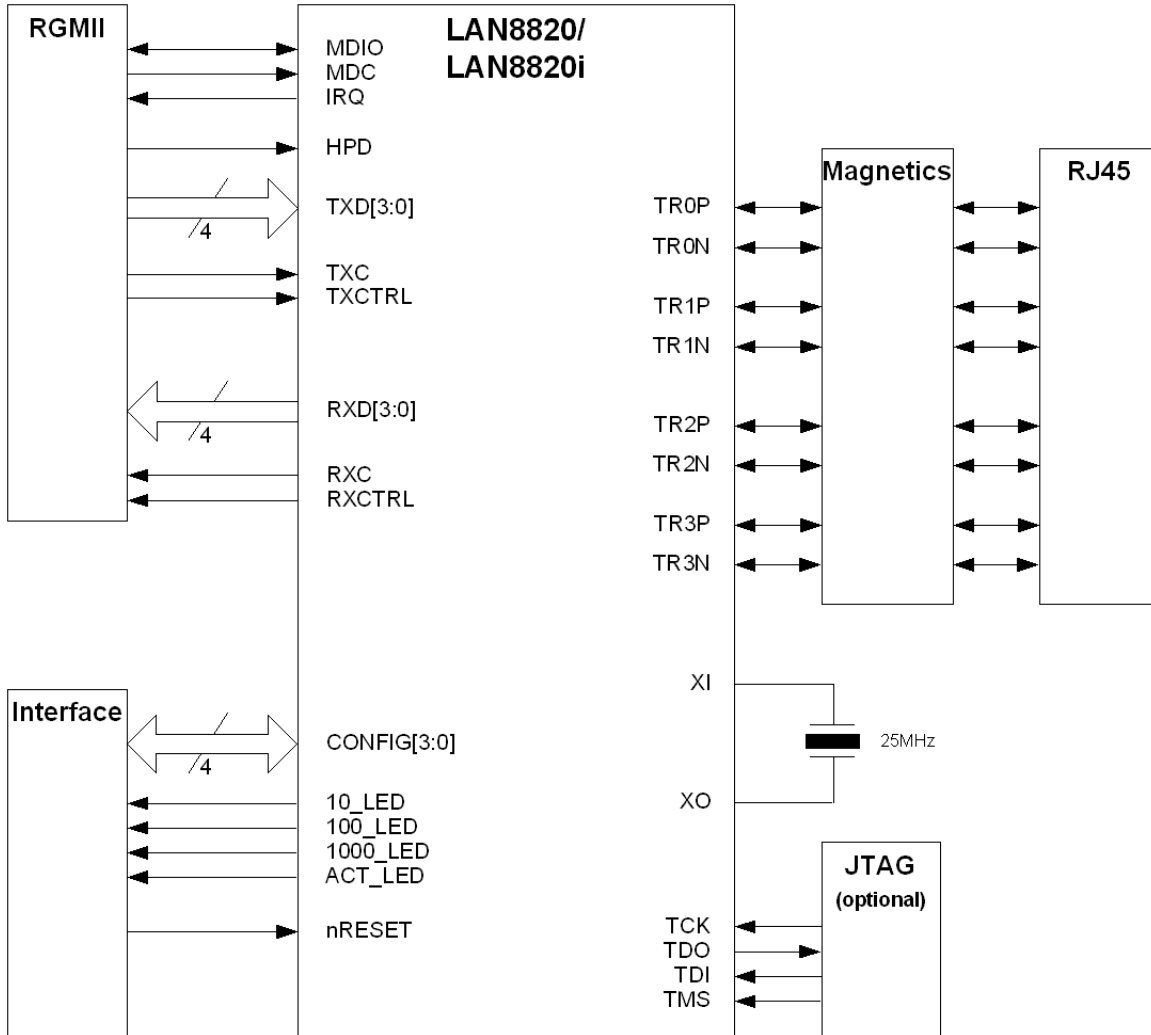 RGMII
LAN8820/
LAN8820i
MDIO
MDC
IRQ
HPD
TXD[3:0]
4
TXC
TXCTRL
RXD[3:0]
4
RXC
RXCTRL
Magnetics
RJ45
TR0P
TR0N
TR1P
TR1N
TR2P
TR2N
TR3P
TR3N
XI
25MHz
XO
Interface
CONFIG[3:0]
4
10_LED
100_LED
1000_LED
ACT_LED
nRESET
JTAG
(optional)
TCK
TDO
TDI
TMS